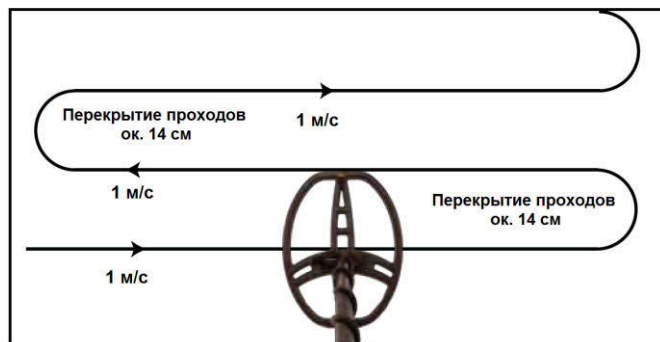 Перекрытие проходов
ок. 14 см
1 м/с
1 м/с
Перекрытие проходов
ок. 14 см
1 м/с